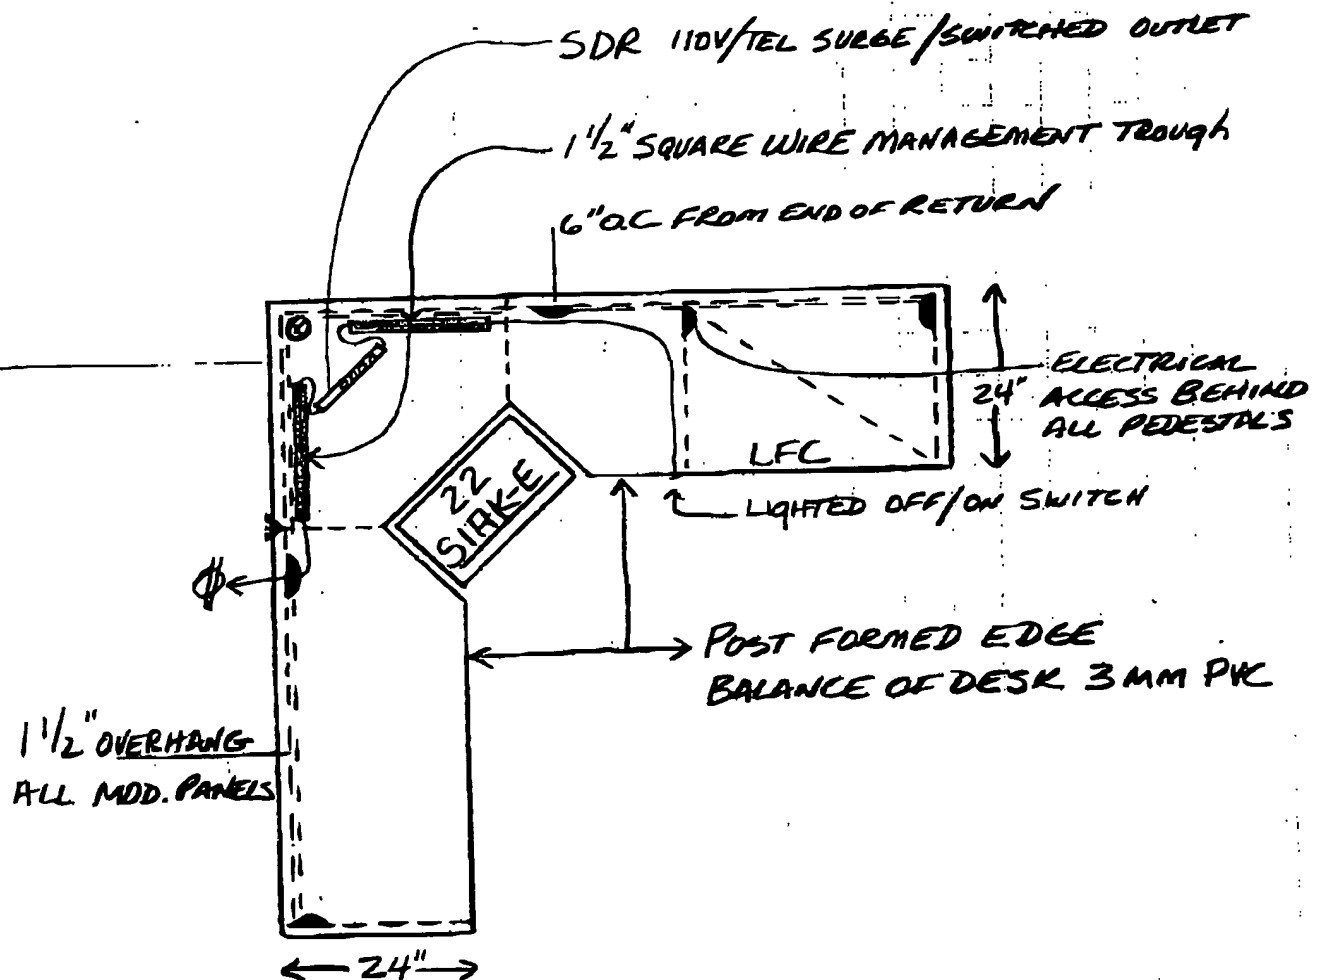 SDR 110V/TEL SURGE/SWITCHED OUTLET
1 1/2" SQUARE WIRE MANAGEMENT TROUGH
6" O.C FROM END OF RETURN
ELECTRICAL
24" ACCESS BEHIND
ALL PEDESTALS
LFC
22
SIRK-E
LIGHTED OFF/ON SWITCH
POST FORMED EDGE
BALANCE OF DESK 3MM PVC
1 1/2" OVERHANG
ALL MOD. PANELS
24"